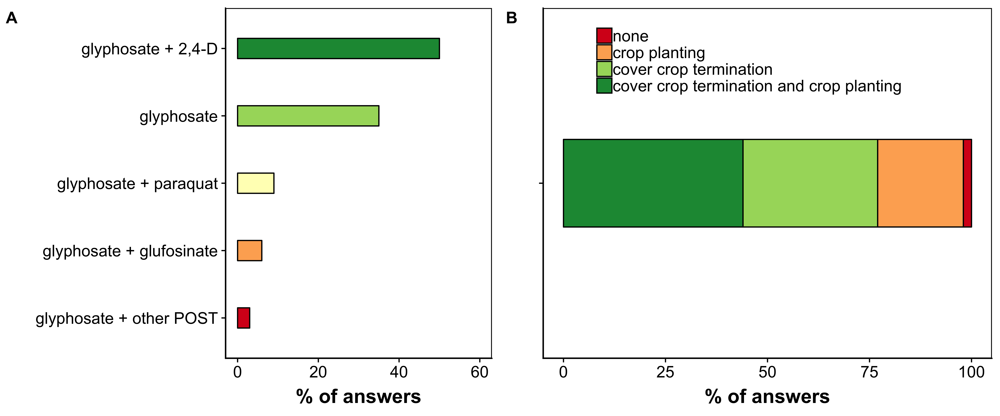 A
glyphosate + 2,4-D
glyphosate
glyphosate + paraquat
glyphosate + glufosinate
glyphosate + other POST
0 20 40 60
% of answers
B
none
crop planting
cover crop termination
cover crop termination and crop planting
0 25 50 75 100
% of answers